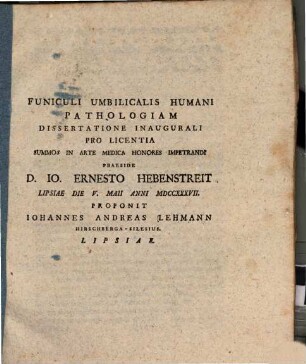 FUNICULI UMBILICALIS HUMANI
PATHOLOGIAM
DISSERTATIONE INAUGURALI
PRO LICENTIA
SUMMOS IN ARTE MEDICA HONORES IMPETRANDI
PRAESIDE
D. IO. ERNESTO HEBENSTREIT
LIPSIAE DIE V. MAII ANNI MDCCXXXVII.
PROPONIT
IOHANNES ANDREAS LEHMANN
HIRSCHBERGA-SILESIUS.
LIPSIAE.